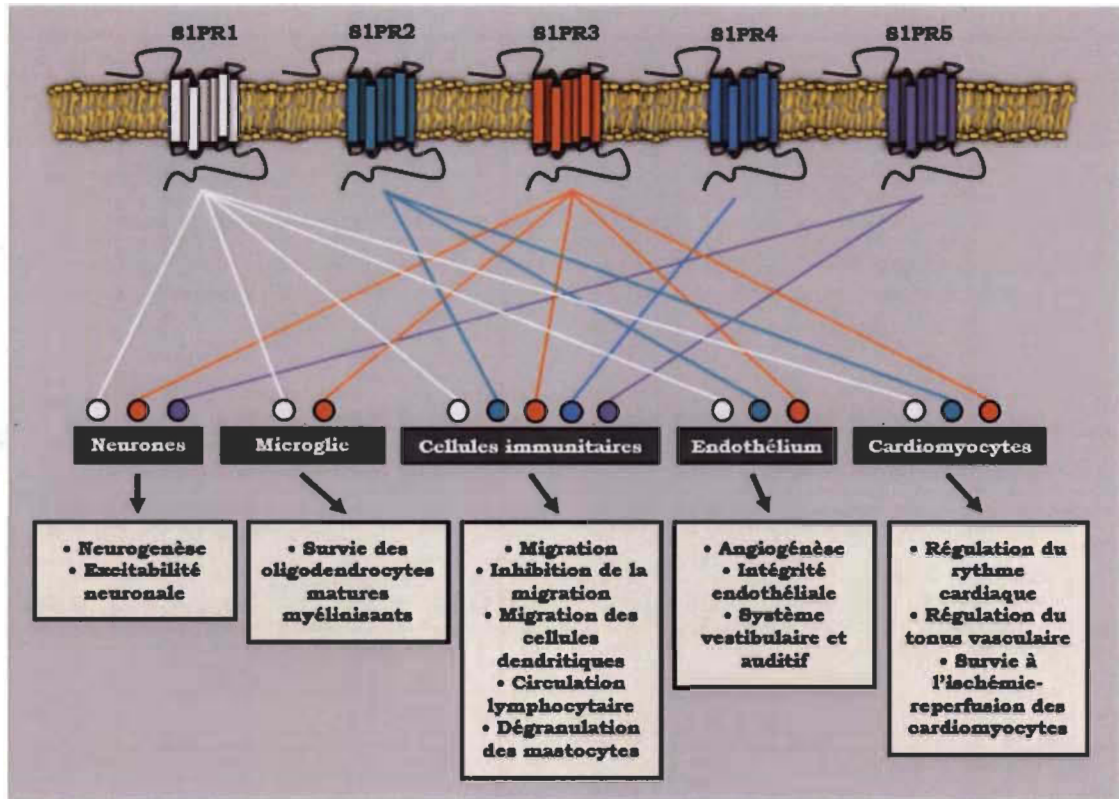 S1PR1 S1PR2 S1PR3 S1PR4 S1PR5
Neurones Microglie Cellules immunitaires Endothélium Cardiomyocytes
• Neurogenèse
• Excitabilité
neuronale
• Survie des
oligodendrocytes
matures
myélinisants
• Migration
• Inhibition de la
migration
• Migration des
cellules
dendritiques
• Circulation
lymphocytaire
• Dégranulation
des mastocytes
• Angiogénèse
• Intégrité
endothéliale
• Système
vestibulaire et
auditif
• Régulation du
rythme
cardiaque
• Régulation du
tonus vasculaire
• Survie à
l'ischémie-
reperfusion des
cardiomyocytes